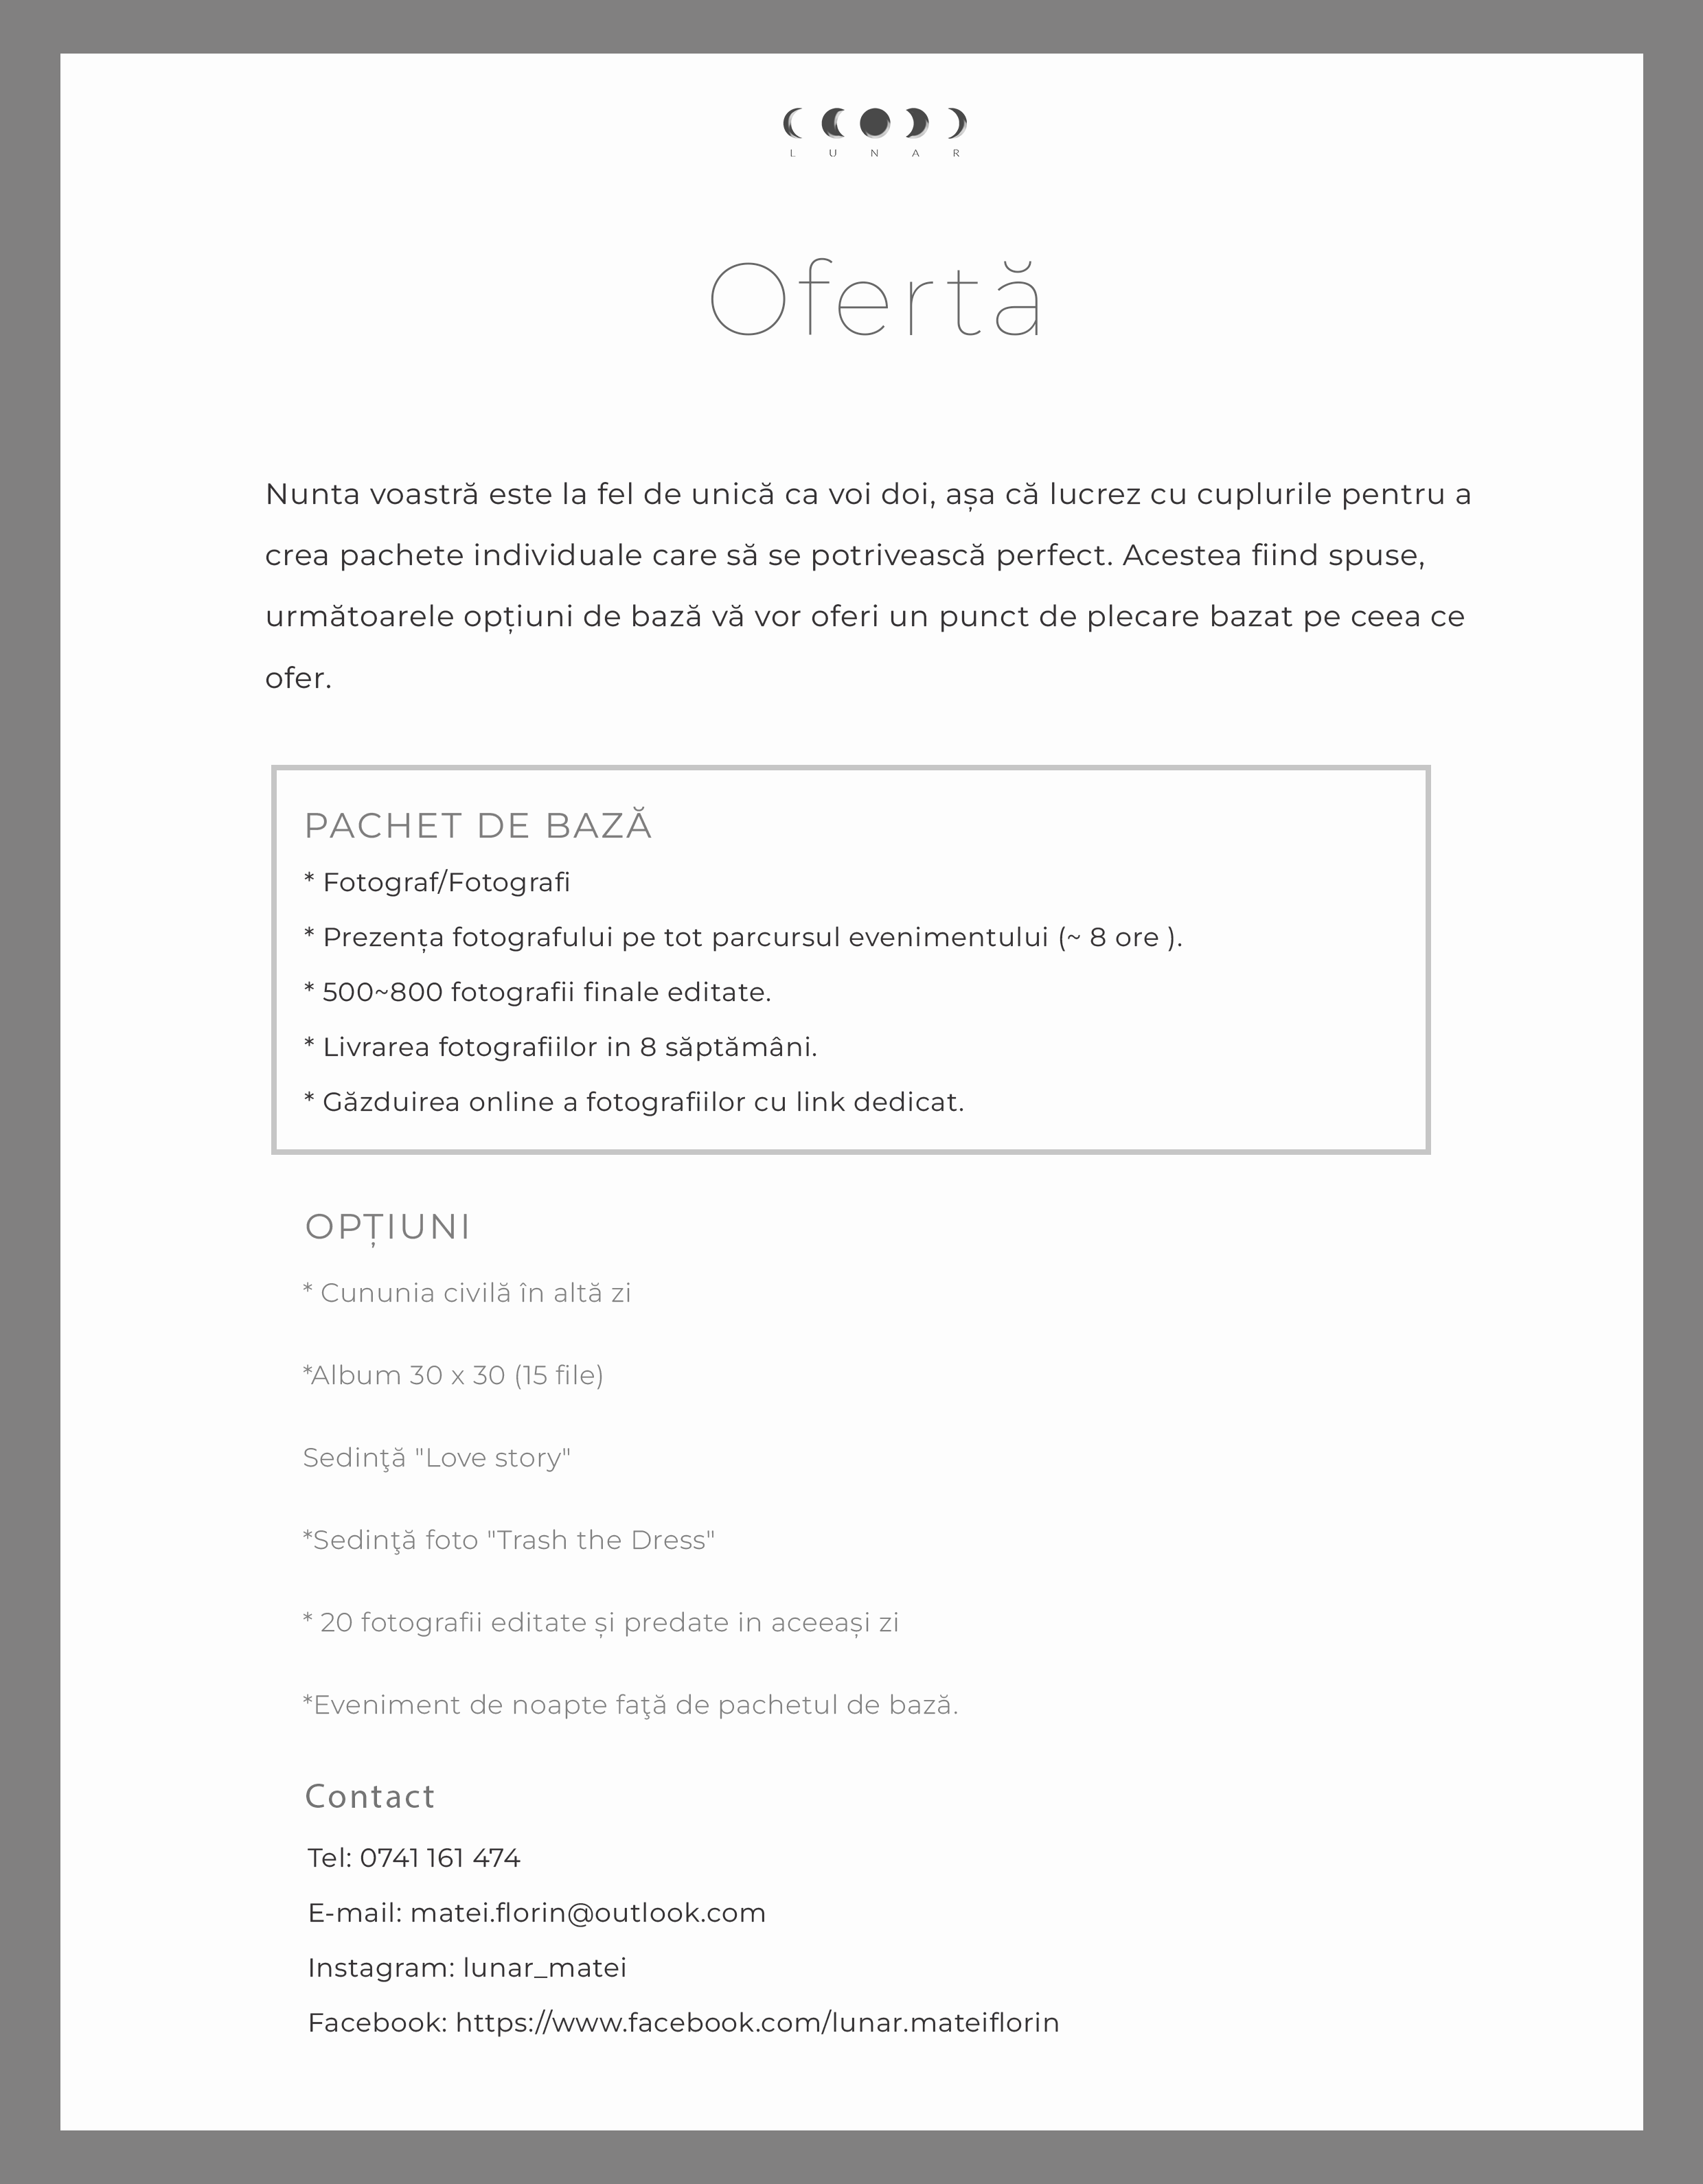 L U N A R
Ofertă
Nunta voastră este la fel de unică ca voi doi, așa că lucrez cu cuplurile pentru a
crea pachete individuale care să se potrivească perfect. Acestea fiind spuse,
următoarele opțiuni de bază vă vor oferi un punct de plecare bazat pe ceea ce
ofer.
PACHET DE BAZĂ
* Fotograf/Fotografi
* Prezența fotografului pe tot parcursul evenimentului (~ 8 ore ).
* 500~800 fotografii finale editate.
* Livrarea fotografiilor in 8 săptămâni.
* Găzduirea online a fotografiilor cu link dedicat.
OPȚIUNI
* Cununia civilă în altă zi
*Album 30 x 30 (15 file)
Sedinţă "Love story"
*Sedinţă foto "Trash the Dress"
* 20 fotografii editate și predate in aceeași zi
*Eveniment de noapte faţă de pachetul de bază.
Contact
Tel: 0741 161 474
E-mail: matei.florin@outlook.com
Instagram: lunar_matei
Facebook: https://www.facebook.com/lunar.mateiflorin